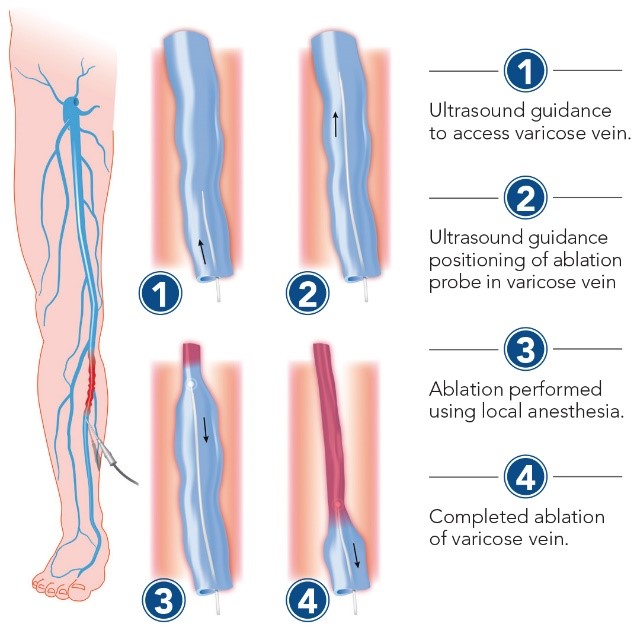 1
2
3
4
1
Ultrasound guidance
to access varicose vein.
2
Ultrasound guidance
positioning of ablation
probe in varicose vein
3
Ablation performed
using local anesthesia.
4
Completed ablation
of varicose vein.